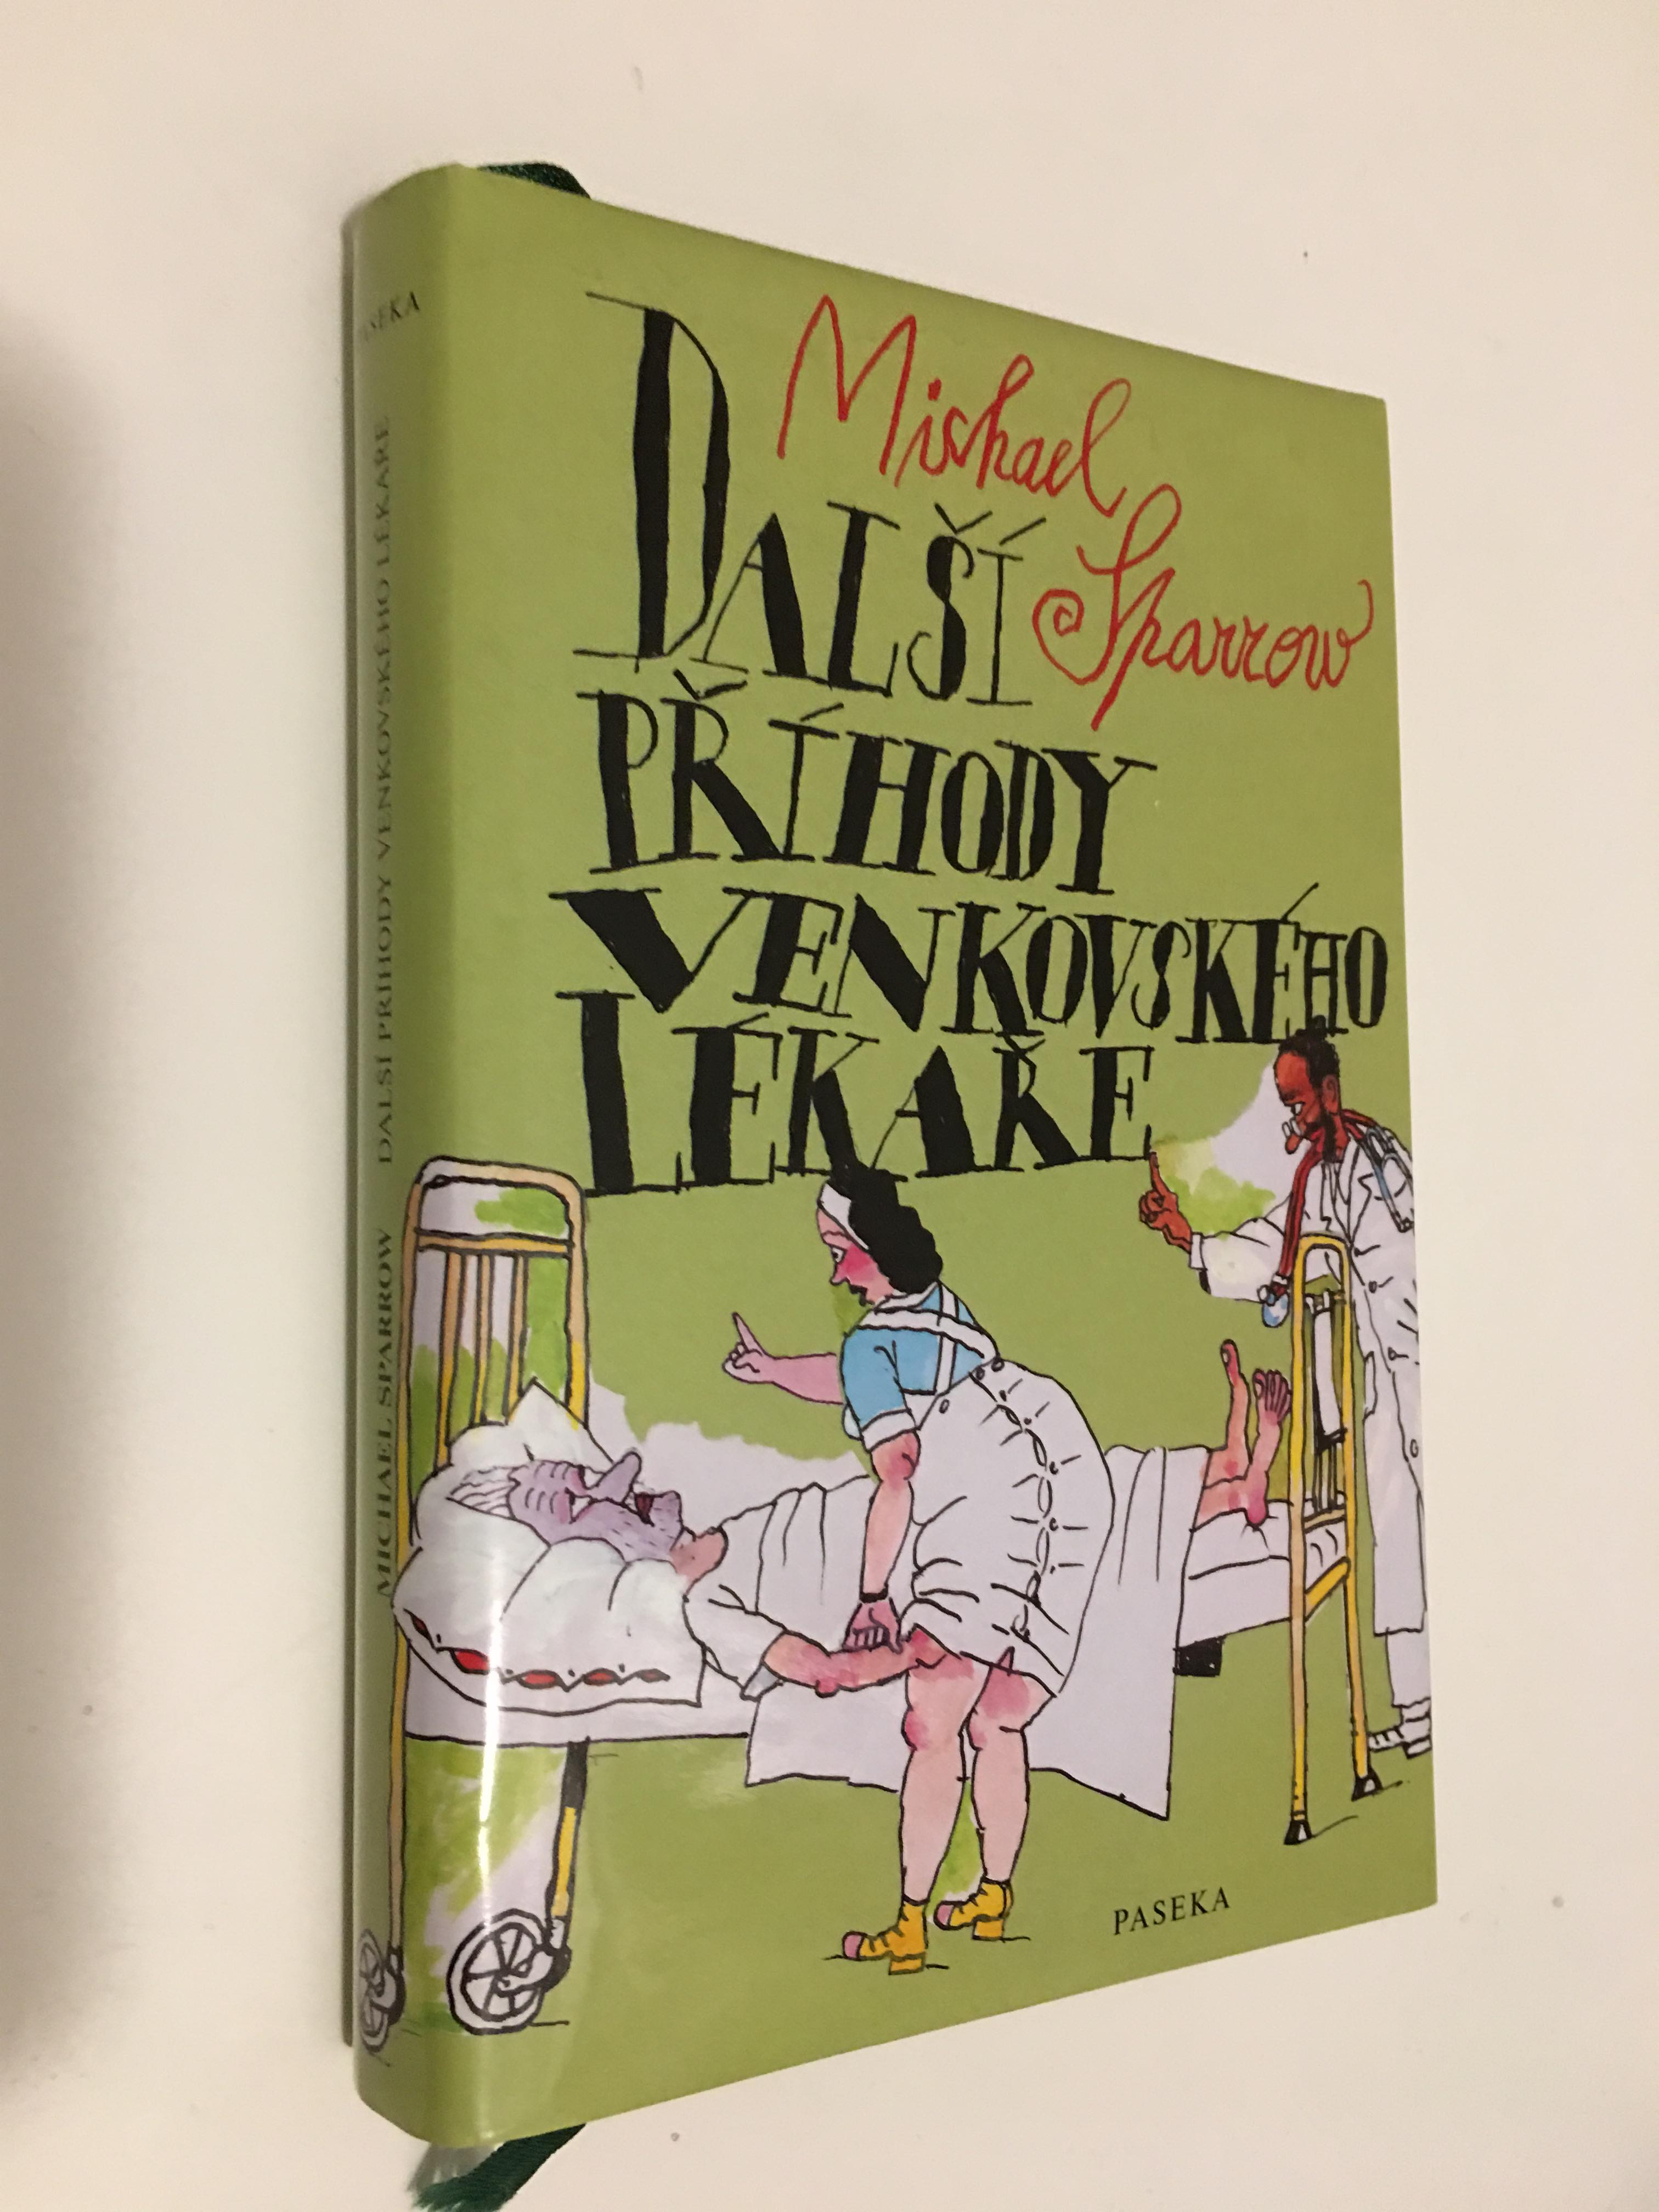 Michael
Sparrow
DALŠÍ
PŘÍHODY
VENKOVSKÉHO
LÉKAŘE
PASEKA
MICHAEL SPARROW DALŠÍ PŘÍHODY VENKOVSKÉHO LÉKAŘE PASEKA